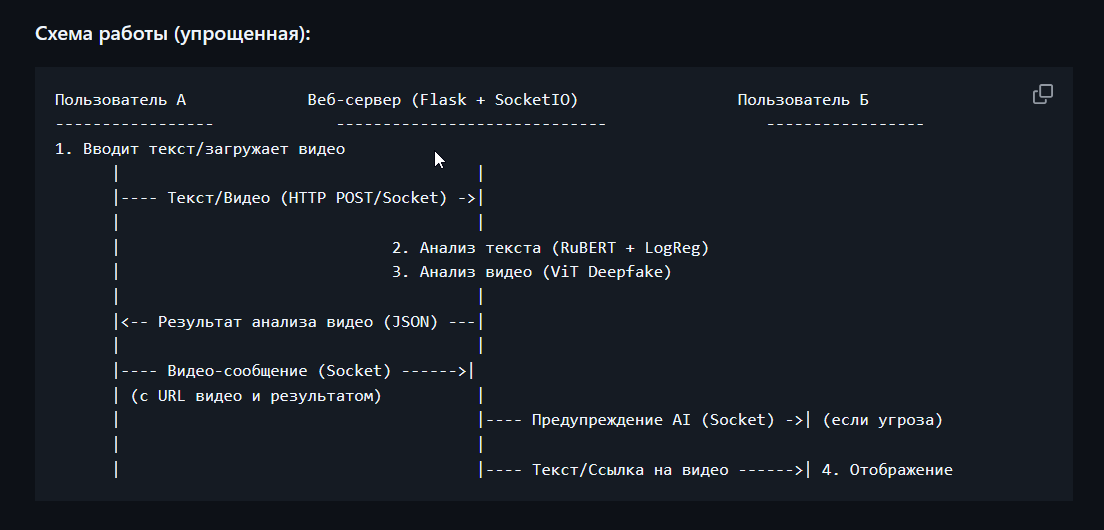 Схема работы (упрощенная):
Пользователь А             Веб-сервер (Flask + SocketIO)                 Пользователь Б
-----------------             -----------------------------                 -----------------
1. Вводит текст/загружает видео
      |                                      |
      |---- Текст/Видео (HTTP POST/Socket) ->|
      |                                      |
      |                             2. Анализ текста (RuBERT + LogReg)
      |                             3. Анализ видео (ViT Deepfake)
      |                                      |
      |<-- Результат анализа видео (JSON) ---|
      |                                      |
      |---- Видео-сообщение (Socket) ------>|
      | (с URL видео и результатом)          |
      |                                      |---- Предупреждение AI (Socket) ->| (если угроза)
      |                                      |
      |                                      |---- Текст/Ссылка на видео ------>| 4. Отображение